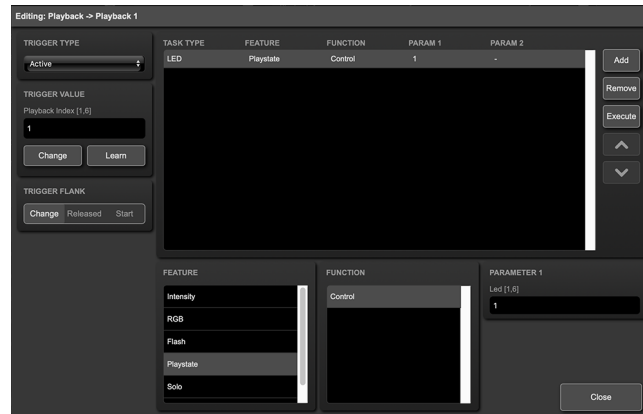 Editing: Playback -> Playback 1
TRIGGER TYPE
Active
TRIGGER VALUE
Playback Index [1,6]
1
Change Learn
TRIGGER FLANK
Change Released Start
TASK TYPE FEATURE FUNCTION PARAM 1 PARAM 2
LED Playstate Control 1 -
Add
Remove
Execute
FEATURE
Intensity
RGB
Flash
Playstate
Solo
FUNCTION
Control
PARAMETER 1
Led [1,6]
1
Close